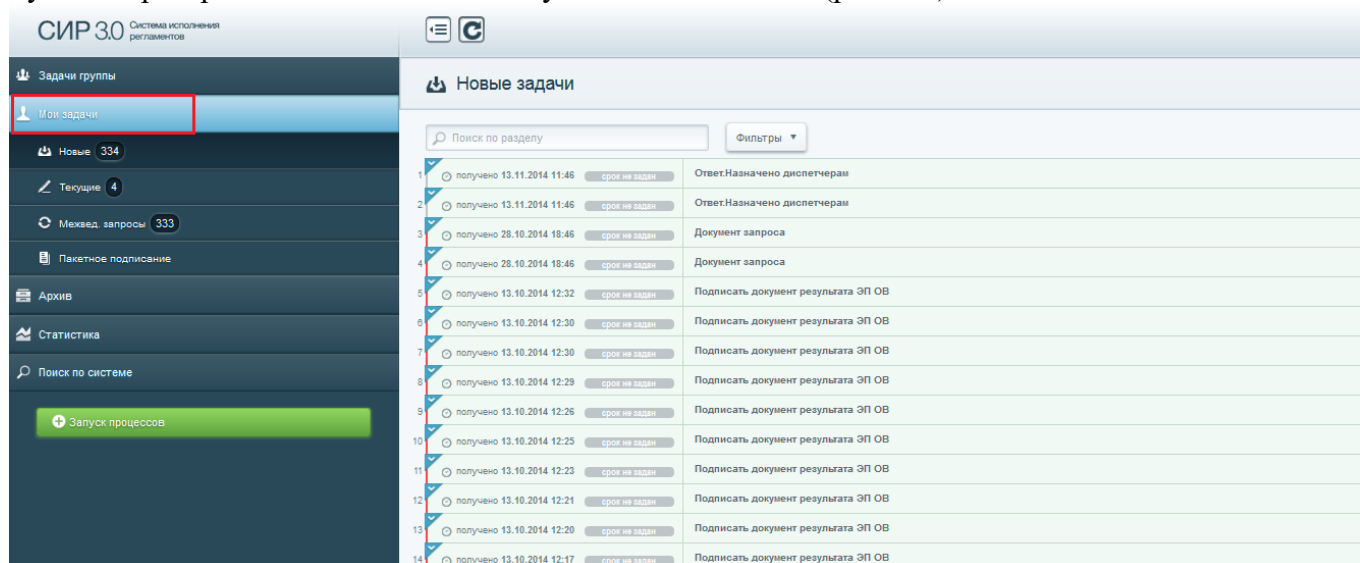 СИР 3.0 Система исполнения
регламентов
Задачи группы
Мои задачи
Новые 334
Текущие 4
Межвед. запросы 333
Пакетное подписание
Архив
Статистика
Поиск по системе
Запуск процессов
Новые задачи
Поиск по разделу Фильтры
1 получено 13.11.2014 11:46 срок не задан Ответ.Назначено диспетчерам
2 получено 13.11.2014 11:46 срок не задан Ответ.Назначено диспетчерам
3 получено 28.10.2014 18:46 срок не задан Документ запроса
4 получено 28.10.2014 18:46 срок не задан Документ запроса
5 получено 13.10.2014 12:32 срок не задан Подписать документ результата ЭП ОВ
6 получено 13.10.2014 12:30 срок не задан Подписать документ результата ЭП ОВ
7 получено 13.10.2014 12:30 срок не задан Подписать документ результата ЭП ОВ
8 получено 13.10.2014 12:29 срок не задан Подписать документ результата ЭП ОВ
9 получено 13.10.2014 12:26 срок не задан Подписать документ результата ЭП ОВ
10 получено 13.10.2014 12:25 срок не задан Подписать документ результата ЭП ОВ
11 получено 13.10.2014 12:23 срок не задан Подписать документ результата ЭП ОВ
12 получено 13.10.2014 12:21 срок не задан Подписать документ результата ЭП ОВ
13 получено 13.10.2014 12:20 срок не задан Подписать документ результата ЭП ОВ
14 получено 13.10.2014 12:17 срок не задан Подписать документ результата ЭП ОВ